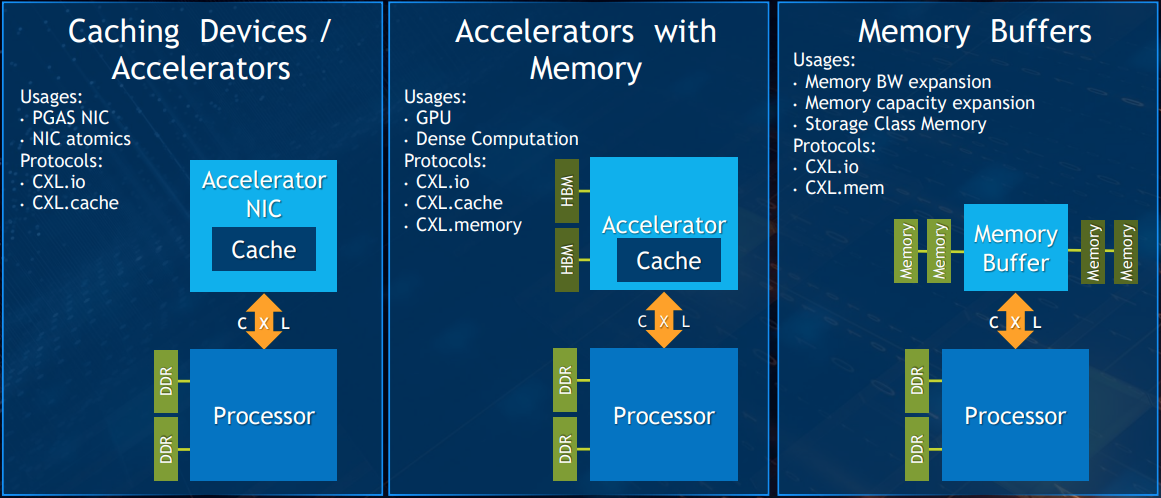 Caching Devices /
Accelerators
Usages:
· PGAS NIC
· NIC atomics
Protocols:
· CXL.io
· CXL.cache
Accelerator
NIC
Cache
C X L
DDR
DDR
Processor
Accelerators with
Memory
Usages:
· GPU
· Dense Computation
Protocols:
· CXL.io
· CXL.cache
· CXL.memory
HBM
HBM
Accelerator
Cache
C X L
DDR
DDR
Processor
Memory Buffers
Usages:
· Memory BW expansion
· Memory capacity expansion
· Storage Class Memory
Protocols:
· CXL.io
· CXL.mem
Memory
Memory
Memory
Buffer
Memory
Memory
C X L
DDR
DDR
Processor